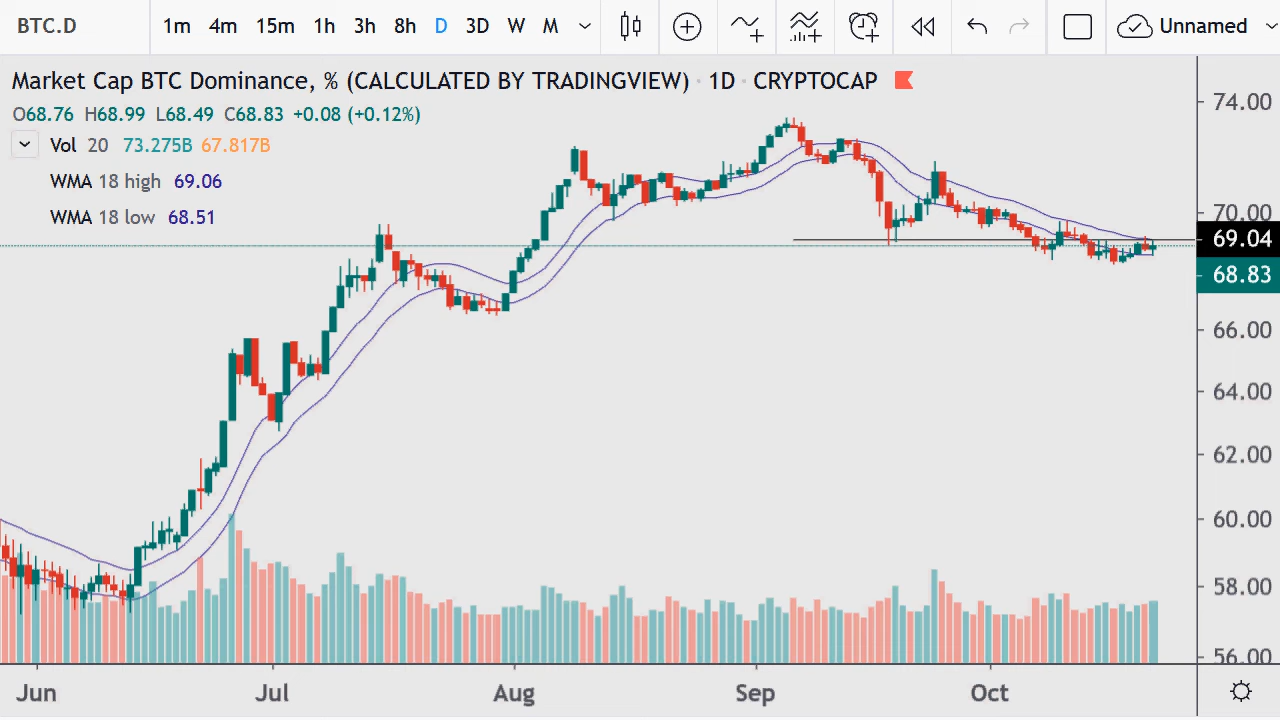 BTC.D 1m 4m 15m 1h 3h 8h D 3D W M Unnamed
Market Cap BTC Dominance, % (CALCULATED BY TRADINGVIEW) · 1D · CRYPTOCAP
O68.76 H68.99 L68.49 C68.83 +0.08 (+0.12%)
Vol 20 73.275B 67.817B
WMA 18 high 69.06
WMA 18 low 68.51
74.00
70.00
69.04
68.83
66.00
64.00
62.00
60.00
58.00
56.00
Jun Jul Aug Sep Oct